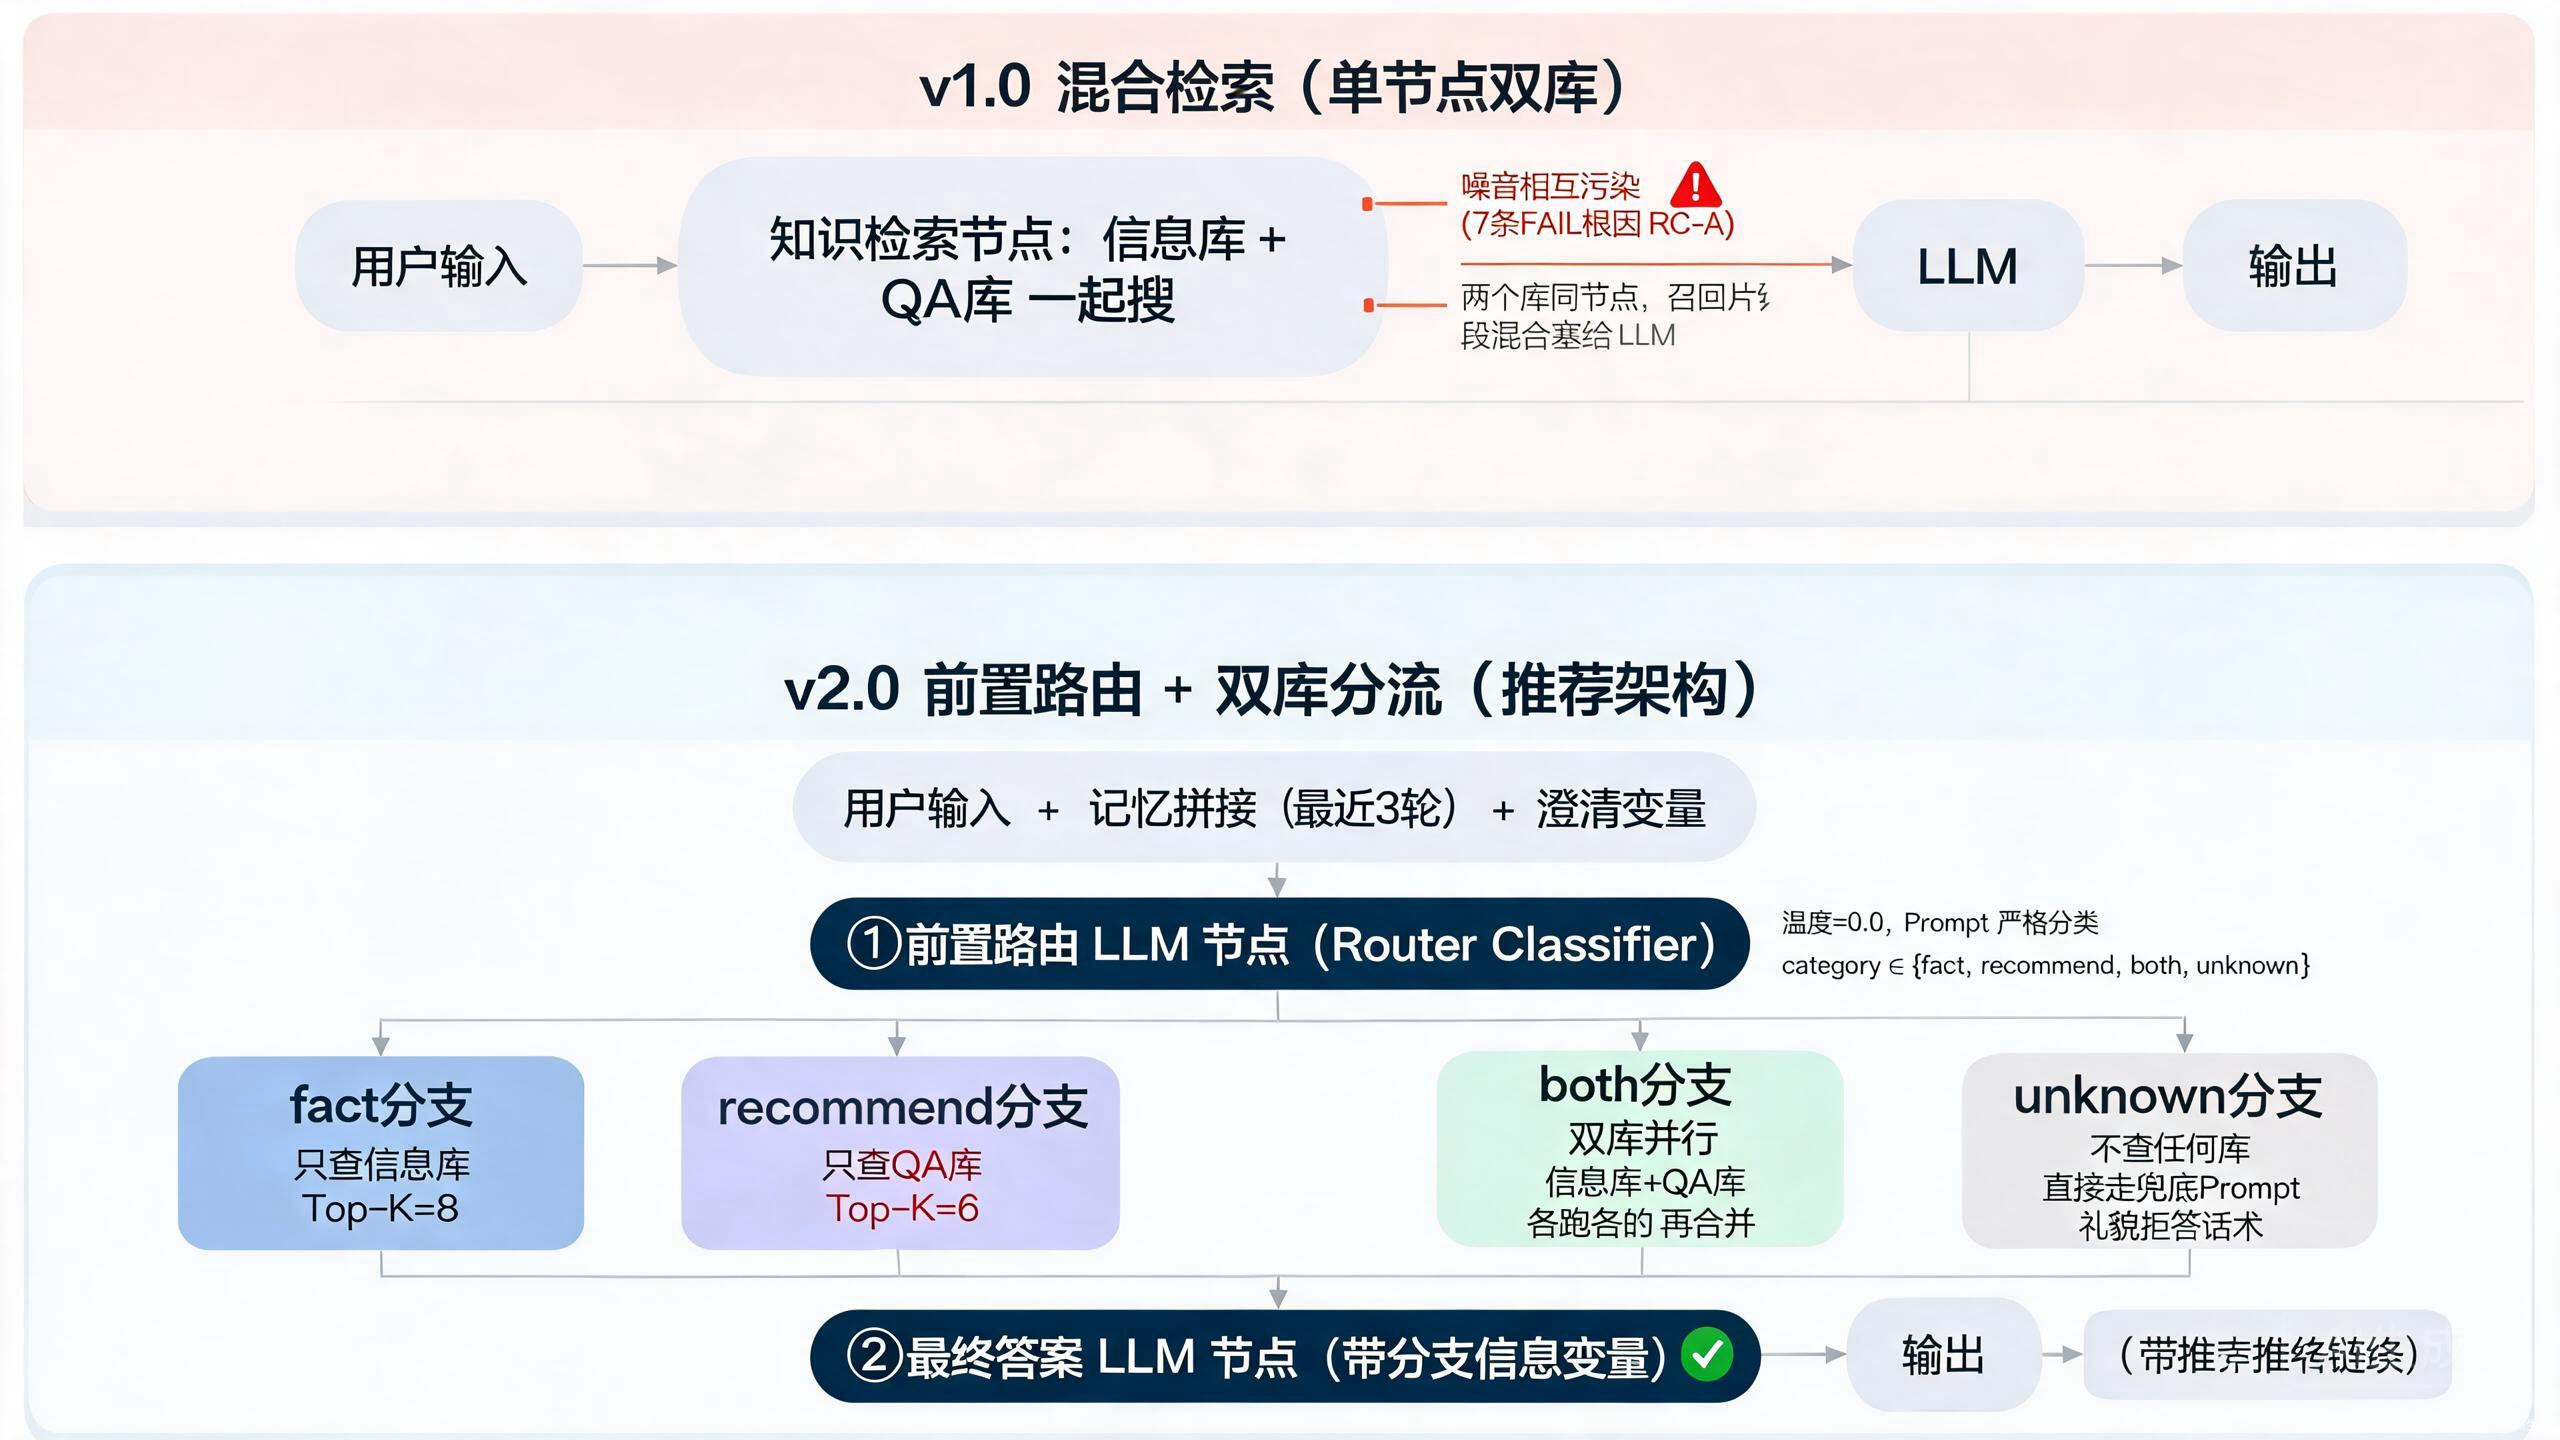 v1.0 混合检索（单节点双库）
用户输入
知识检索节点：信息库 +
QA库 一起搜
噪音相互污染
(7条FAIL根因 RC-A)
两个库同节点，召回片
段混合塞给 LLM
LLM
输出
v2.0 前置路由 + 双库分流（推荐架构）
用户输入 + 记忆拼接（最近3轮） + 澄清变量
①前置路由 LLM 节点（Router Classifier）
温度=0.0，Prompt 严格分类
category ∈ {fact, recommend, both, unknown}
fact分支
只查信息库
Top-K=8
recommend分支
只查QA库
Top-K=6
both分支
双库并行
信息库+QA库
各跑各的 再合并
unknown分支
不查任何库
直接走兜底Prompt
礼貌拒答话术
②最终答案 LLM 节点（带分支信息变量）
输出
（带推